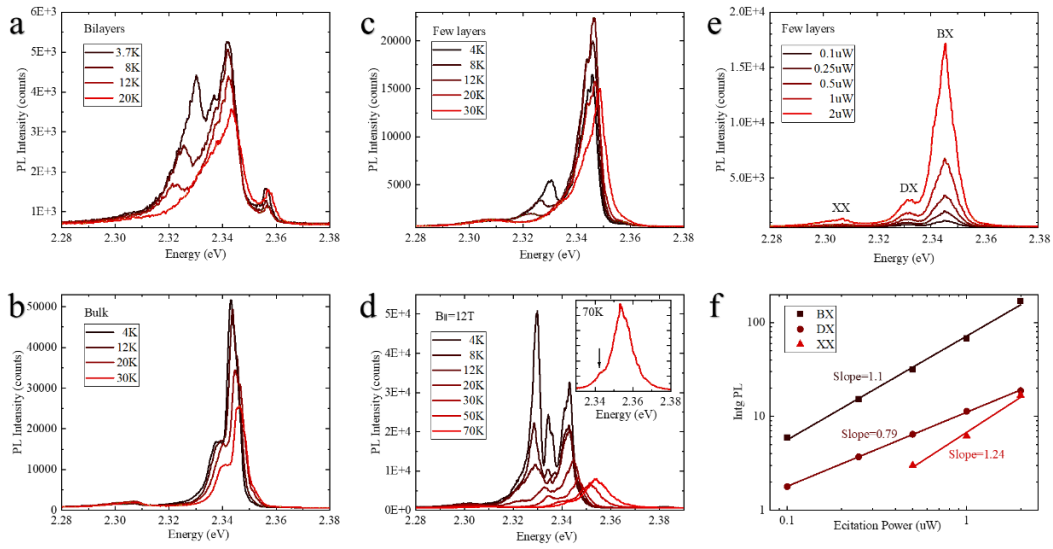 a
Bilayers
3.7K
8K
12K
20K
PL Intensity (counts)
6E+3
5E+3
4E+3
3E+3
2E+3
1E+3
2.28 2.30 2.32 2.34 2.36 2.38
Energy (eV)
c
Few layers
4K
8K
12K
20K
30K
PL Intensity (counts)
20000
15000
10000
5000
2.28 2.30 2.32 2.34 2.36 2.38
Energy (eV)
e
Few layers
0.1uW
0.25uW
0.5uW
1uW
2uW
BX
DX
XX
PL Intensity (counts)
2.0E+4
1.5E+4
1.0E+4
5.0E+3
2.28 2.30 2.32 2.34 2.36 2.38
Energy (eV)
b
Bulk
4K
12K
20K
30K
PL Intensity (counts)
50000
40000
30000
20000
10000
0
2.28 2.30 2.32 2.34 2.36 2.38
Energy (eV)
d
B||=12T
4K
8K
12K
20K
30K
50K
70K
PL Intensity (counts)
6E+4
5E+4
4E+4
3E+4
2E+4
1E+4
0E+4
2.28 2.30 2.32 2.34 2.36 2.38
Energy (eV)
70K
2.34 2.36 2.38
Energy (eV)
f
BX
DX
XX
Slope=1.1
Slope=0.79
Slope=1.24
Intg PL
100
10
1
0.1 1
Ecitation Power (uW)